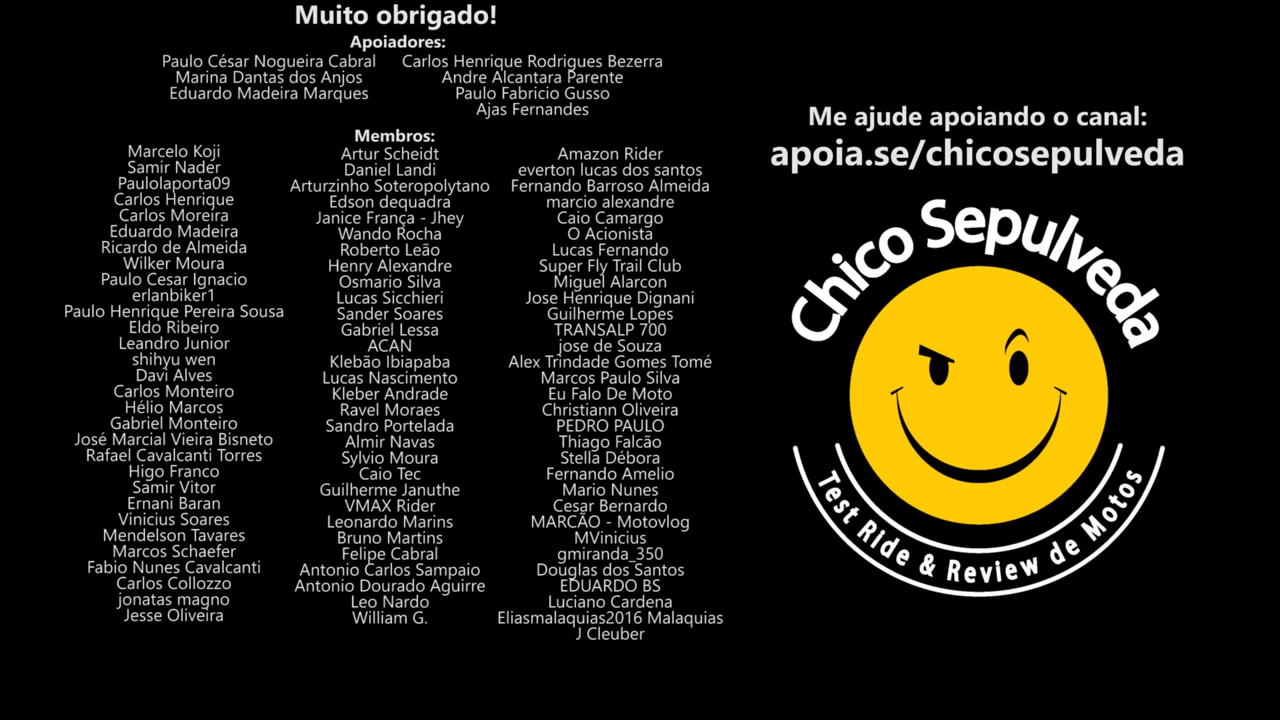 Muito obrigado!
Apoiadores:
Paulo César Nogueira Cabral
Marina Dantas dos Anjos
Eduardo Madeira Marques
Carlos Henrique Rodrigues Bezerra
Andre Alcantara Parente
Paulo Fabricio Gusso
Ajas Fernandes
Membros:
Marcelo Koji
Samir Nader
Paulolaporta09
Carlos Henrique
Carlos Moreira
Eduardo Madeira
Ricardo de Almeida
Wilker Moura
Paulo Cesar Ignacio
erlanbiker1
Paulo Henrique Pereira Sousa
Eldo Ribeiro
Leandro Junior
shihyu wen
Davi Alves
Carlos Monteiro
Hélio Marcos
Gabriel Monteiro
José Marcial Vieira Bisneto
Rafael Cavalcanti Torres
Higo Franco
Samir Vitor
Ernani Baran
Vinicius Soares
Mendelson Tavares
Marcos Schaefer
Fabio Nunes Cavalcanti
Carlos Collozzo
jonatas magno
Jesse Oliveira
Artur Scheidt
Daniel Landi
Arturzinho Soteropolytano
Edson dequadra
Janice França - Jhey
Wando Rocha
Roberto Leão
Henry Alexandre
Osmario Silva
Lucas Sicchieri
Sander Soares
Gabriel Lessa
ACAN
Klebão Ibiapaba
Lucas Nascimento
Kleber Andrade
Ravel Moraes
Sandro Portelada
Almir Navas
Sylvio Moura
Caio Tec
Guilherme Januthe
VMAX Rider
Leonardo Marins
Bruno Martins
Felipe Cabral
Antonio Carlos Sampaio
Antonio Dourado Aguirre
Leo Nardo
William G.
Amazon Rider
everton lucas dos santos
Fernando Barroso Almeida
marcio alexandre
Caio Camargo
O Acionista
Lucas Fernando
Super Fly Trail Club
Miguel Alarcon
Jose Henrique Dignani
Guilherme Lopes
TRANSALP 700
jose de Souza
Alex Trindade Gomes Tomé
Marcos Paulo Silva
Eu Falo De Moto
Christiann Oliveira
PEDRO PAULO
Thiago Falcão
Stella Débora
Fernando Amelio
Mario Nunes
Cesar Bernardo
MARCÃO - Motovlog
MVinicius
gmiranda_350
Douglas dos Santos
EDUARDO BS
Luciano Cardena
Eliasmalaquias2016 Malaquias
J Cleuber
Me ajude apoiando o canal:
apoia.se/chicosepulveda
Chico Sepulveda
Test Ride & Review de Motos